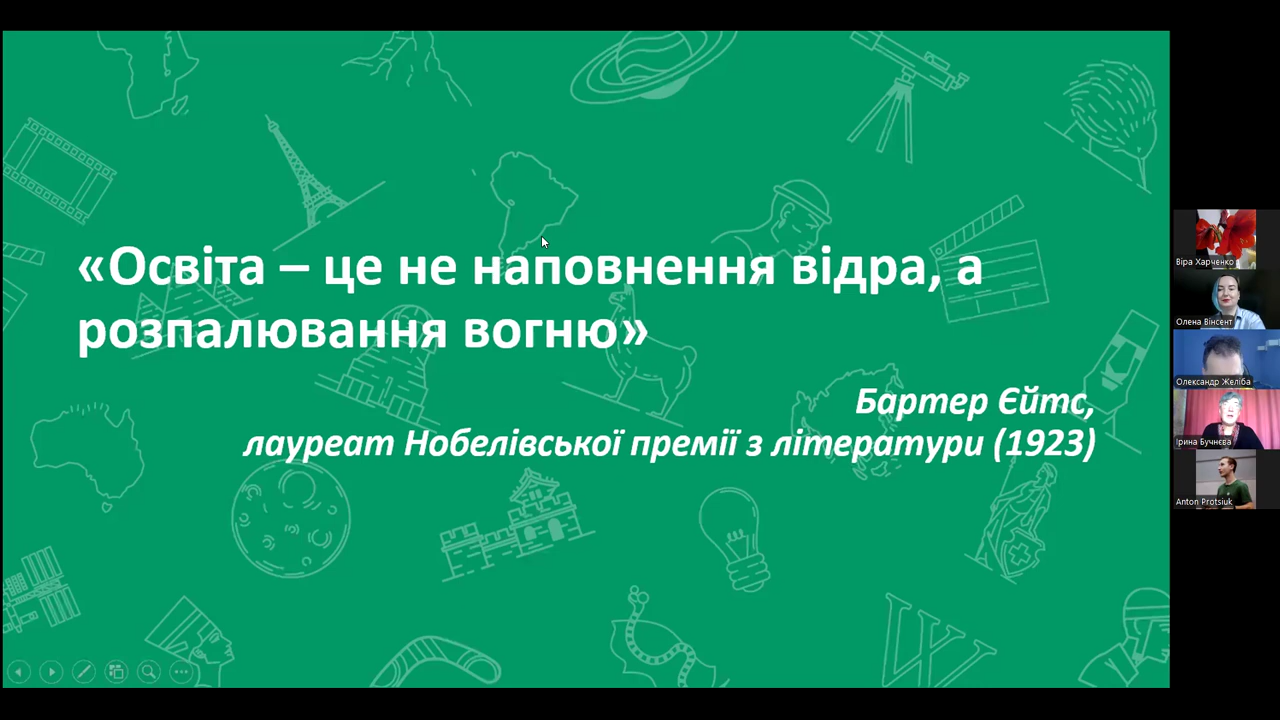 «Освіта – це не наповнення відра, а
розпалювання вогню»
Бартер Єйтс,
лауреат Нобелівської премії з літератури (1923)
Віра Харченко
Олена Вінсент
Олександр Желіба
Ірина Бучнєва
Anton Protsiuk